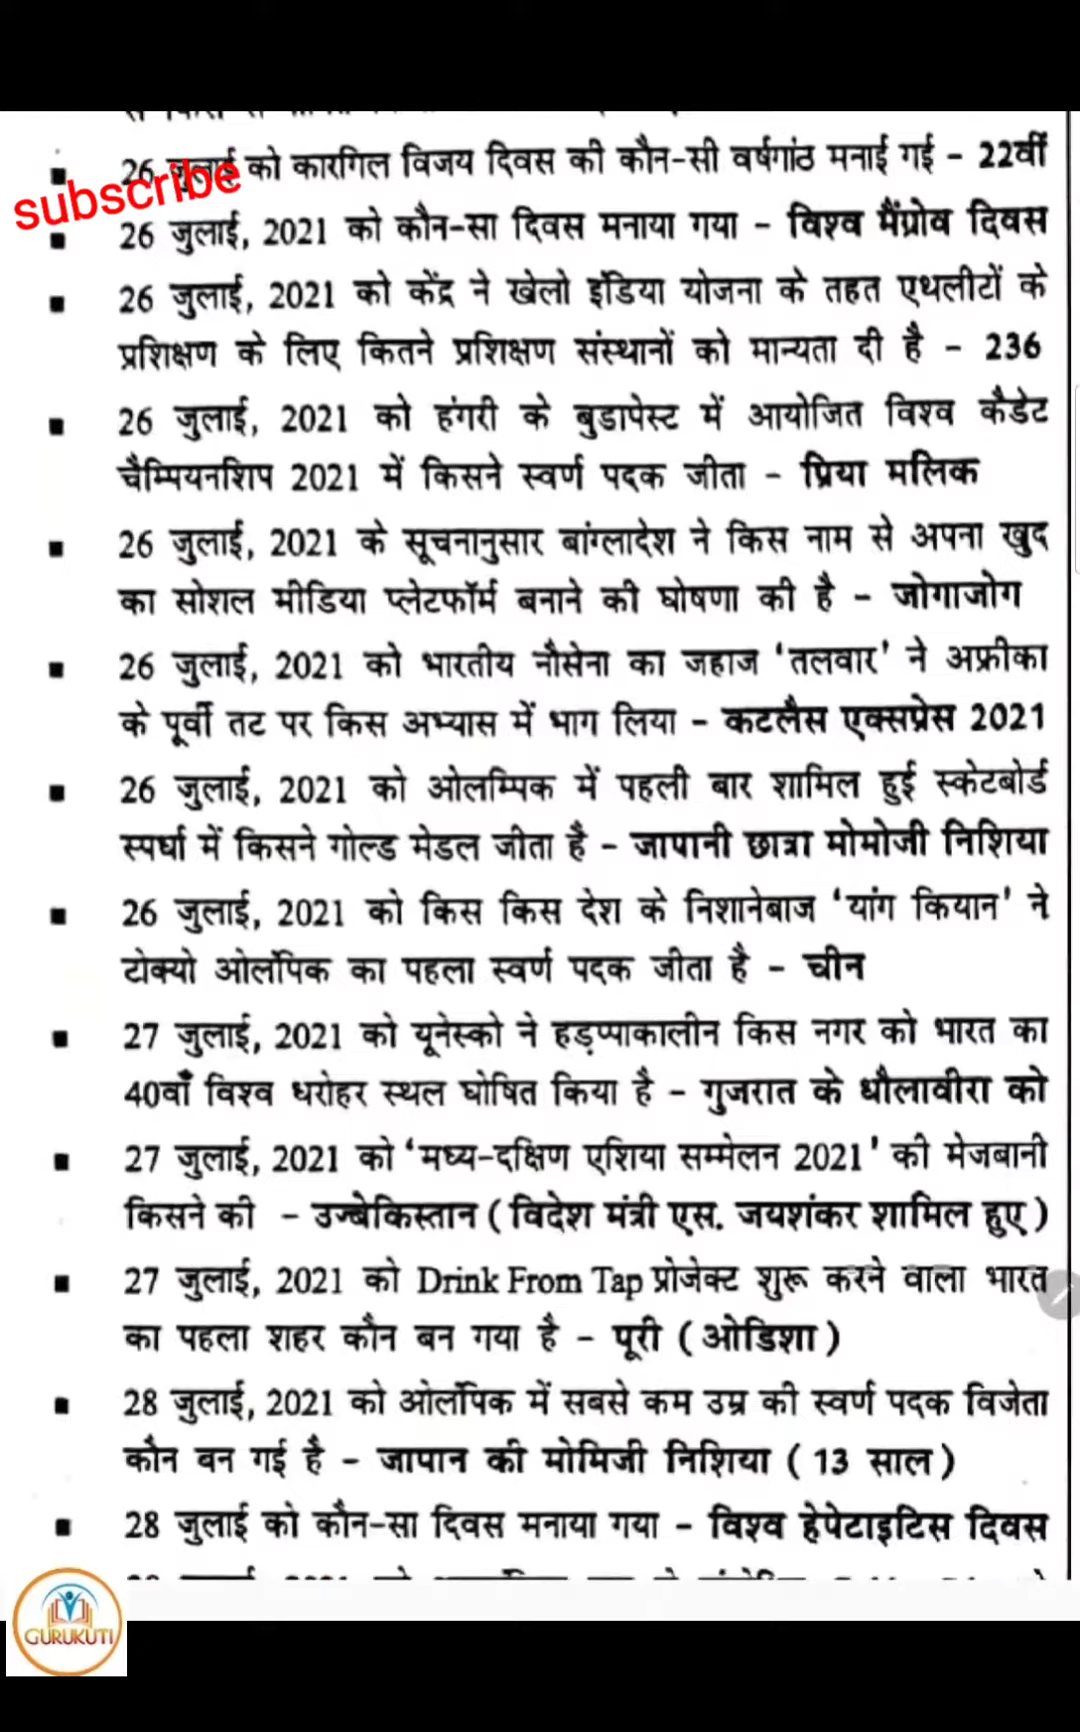 26 जुलाई को कारगिल विजय दिवस की कौन-सी वर्षगांठ मनाई गई - 22वीं
subscribe
26 जुलाई, 2021 को कौन-सा दिवस मनाया गया - विश्व मैंग्रोव दिवस
26 जुलाई, 2021 को केंद्र ने खेलो इंडिया योजना के तहत एथलीटों के
प्रशिक्षण के लिए कितने प्रशिक्षण संस्थानों को मान्यता दी है - 236
26 जुलाई, 2021 को हंगरी के बुडापेस्ट में आयोजित विश्व कैडेट
चैम्पियनशिप 2021 में किसने स्वर्ण पदक जीता - प्रिया मलिक
26 जुलाई, 2021 के सूचनानुसार बांग्लादेश ने किस नाम से अपना खुद
का सोशल मीडिया प्लेटफॉर्म बनाने की घोषणा की है - जोगाजोग
26 जुलाई, 2021 को भारतीय नौसेना का जहाज 'तलवार' ने अफ्रीका
के पूर्वी तट पर किस अभ्यास में भाग लिया - कटलैस एक्सप्रेस 2021
26 जुलाई, 2021 को ओलम्पिक में पहली बार शामिल हुई स्केटबोर्ड
स्पर्धा में किसने गोल्ड मेडल जीता है - जापानी छात्रा मोमोजी निशिया
26 जुलाई, 2021 को किस किस देश के निशानेबाज 'यांग कियान' ने
टोक्यो ओलंपिक का पहला स्वर्ण पदक जीता है - चीन
27 जुलाई, 2021 को यूनेस्को ने हड़प्पाकालीन किस नगर को भारत का
40वाँ विश्व धरोहर स्थल घोषित किया है - गुजरात के धौलावीरा को
27 जुलाई, 2021 को 'मध्य-दक्षिण एशिया सम्मेलन 2021' की मेजबानी
किसने की - उज्बेकिस्तान (विदेश मंत्री एस. जयशंकर शामिल हुए)
27 जुलाई, 2021 को Drink From Tap प्रोजेक्ट शुरू करने वाला भारत
का पहला शहर कौन बन गया है - पूरी (ओडिशा)
28 जुलाई, 2021 को ओलंपिक में सबसे कम उम्र की स्वर्ण पदक विजेता
कौन बन गई है - जापान की मोमिजी निशिया (13 साल)
28 जुलाई को कौन-सा दिवस मनाया गया - विश्व हेपेटाइटिस दिवस
GURUKUTI